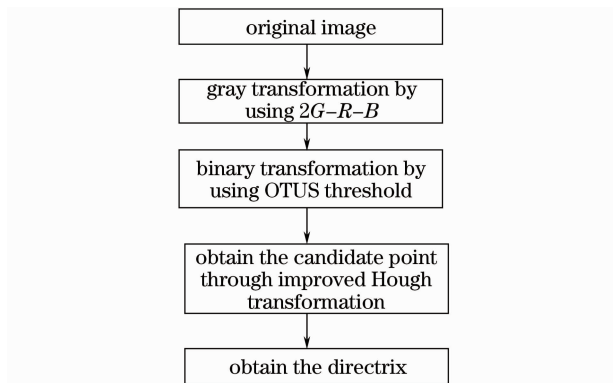 original image
gray transformation by
using 2G–R–B
binary transformation by
using OTUS threshold
obtain the candidate point
through improved Hough
transformation
obtain the directrix